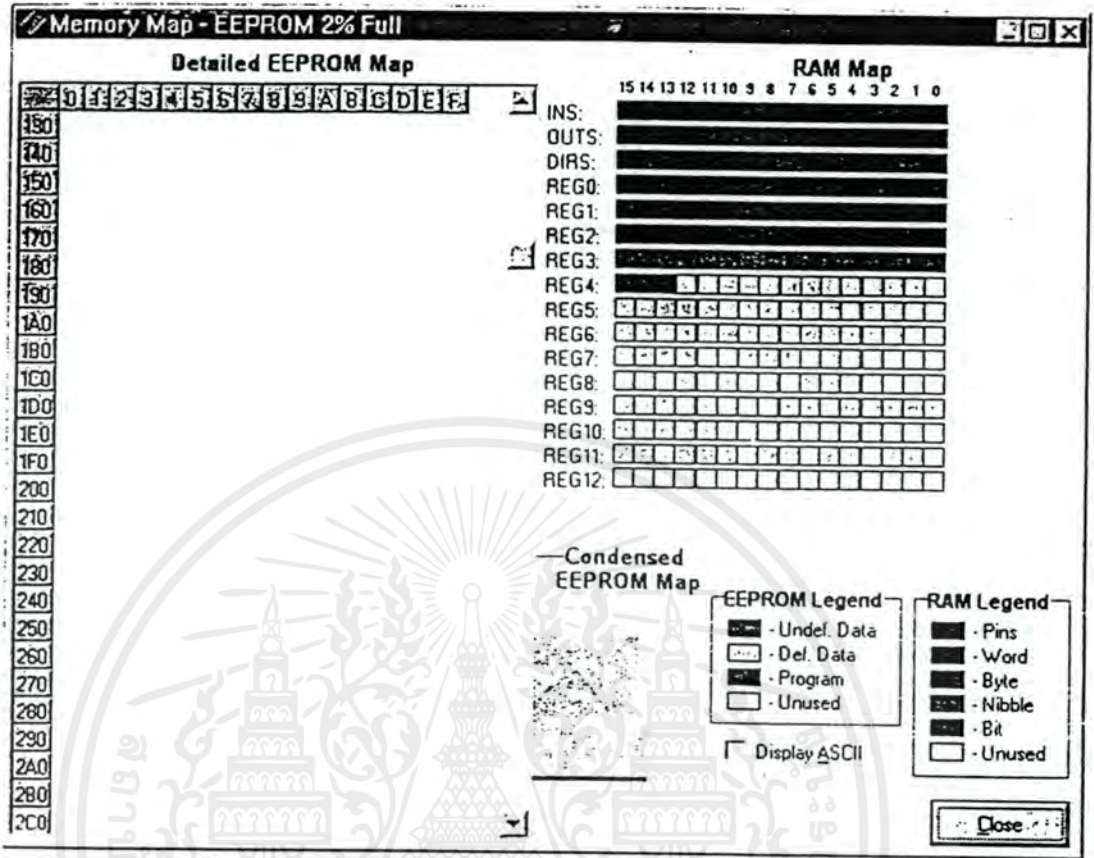 Memory Map - EEPROM 2% Full
Detailed EEPROM Map
0 1 2 3 4 5 6 7 8 9 A B C D E F
130
140
150
160
170
180
190
1A0
1B0
1C0
1D0
1E0
1F0
200
210
220
230
240
250
260
270
280
290
2A0
2B0
2C0
RAM Map
15 14 13 12 11 10 9 8 7 6 5 4 3 2 1 0
INS:
OUTS:
DIRS:
REG0:
REG1:
REG2:
REG3:
REG4:
REG5:
REG6:
REG7:
REG8:
REG9:
REG10:
REG11:
REG12:
Condensed
EEPROM Map
EEPROM Legend
- Undef. Data
- Def. Data
- Program
- Unused
Display ASCII
RAM Legend
- Pins
- Word
- Byte
- Nibble
- Bit
- Unused
Close